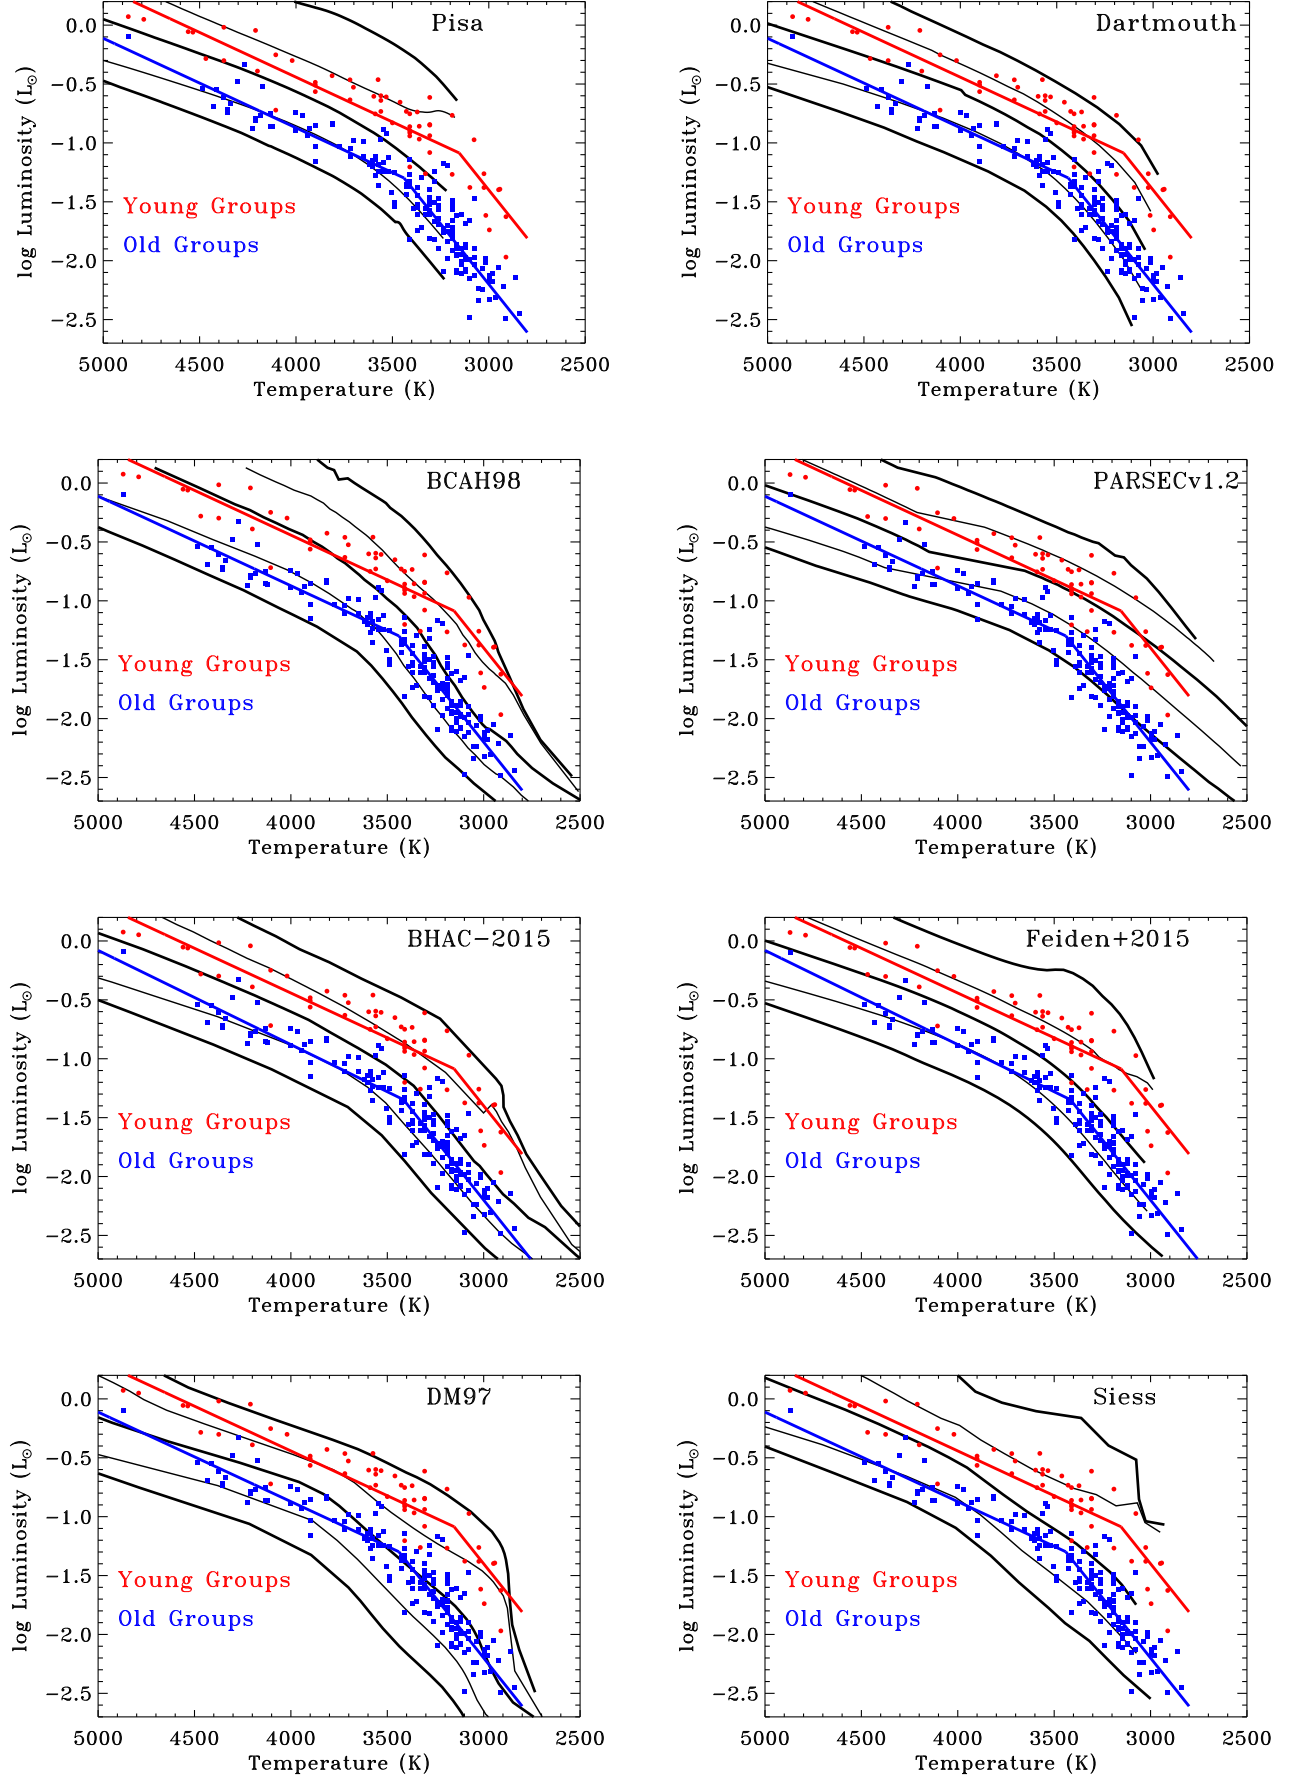 Pisa
0.0
−0.5
−1.0
−1.5
−2.0
−2.5
log Luminosity (L☉)
Young Groups
Old Groups
5000 4500 4000 3500 3000 2500
Temperature (K)
Dartmouth
0.0
−0.5
−1.0
−1.5
−2.0
−2.5
log Luminosity (L☉)
Young Groups
Old Groups
5000 4500 4000 3500 3000 2500
Temperature (K)
BCAH98
0.0
−0.5
−1.0
−1.5
−2.0
−2.5
log Luminosity (L☉)
Young Groups
Old Groups
5000 4500 4000 3500 3000 2500
Temperature (K)
PARSECv1.2
0.0
−0.5
−1.0
−1.5
−2.0
−2.5
log Luminosity (L☉)
Young Groups
Old Groups
5000 4500 4000 3500 3000 2500
Temperature (K)
BHAC−2015
0.0
−0.5
−1.0
−1.5
−2.0
−2.5
log Luminosity (L☉)
Young Groups
Old Groups
5000 4500 4000 3500 3000 2500
Temperature (K)
Feiden+2015
0.0
−0.5
−1.0
−1.5
−2.0
−2.5
log Luminosity (L☉)
Young Groups
Old Groups
5000 4500 4000 3500 3000 2500
Temperature (K)
DM97
0.0
−0.5
−1.0
−1.5
−2.0
−2.5
log Luminosity (L☉)
Young Groups
Old Groups
5000 4500 4000 3500 3000 2500
Temperature (K)
Siess
0.0
−0.5
−1.0
−1.5
−2.0
−2.5
log Luminosity (L☉)
Young Groups
Old Groups
5000 4500 4000 3500 3000 2500
Temperature (K)